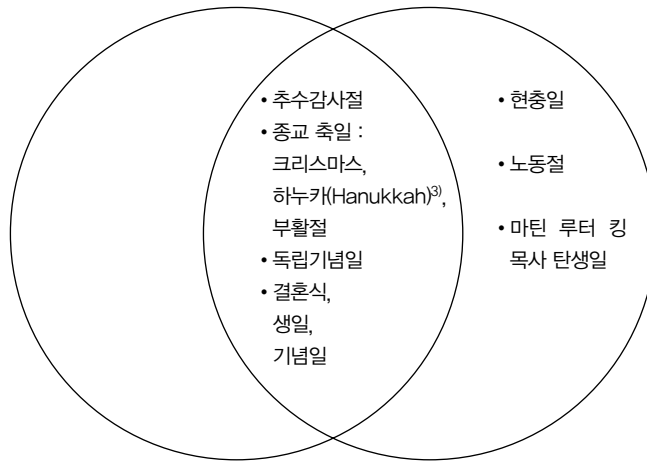 • 추수감사절
• 종교 축일 :
크리스마스,
하누카(Hanukkah)3),
부활절
• 독립기념일
• 결혼식,
생일,
기념일
• 현충일
• 노동절
• 마틴 루터 킹
목사 탄생일